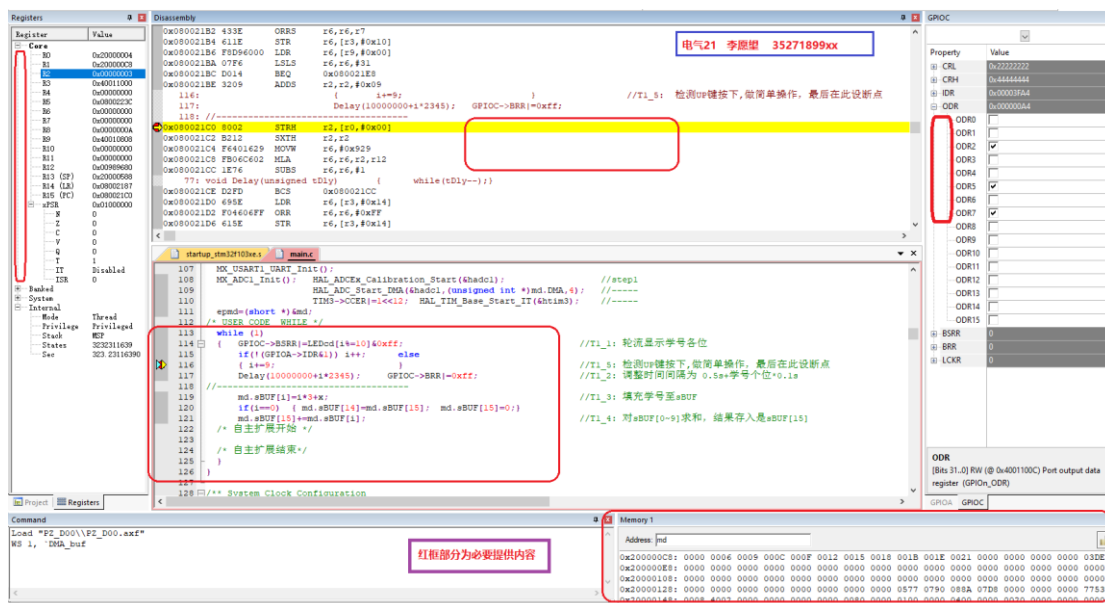 Registers
Register Value
Core
R0 0x20000004
R1 0x200000C8
R2 0x00000003
R3 0x40011000
R4 0x00000000
R5 0x0800223C
R6 0x00000000
R7 0x00000000
R8 0x0000000A
R9 0x40010808
R10 0x00000000
R11 0x00000000
R12 0x00989680
R13 (SP) 0x20000588
R14 (LR) 0x08002187
R15 (PC) 0x080021C0
xPSR 0x01000000
N 0
Z 0
C 0
V 0
Q 0
T 1
IT Disabled
ISR 0
Banked
System
Internal
Mode Thread
Privilege Privileged
Stack MSP
States 3232311639
Sec 323.23116390
Project Registers
Disassembly
0x080021B2 433E ORRS r6,r6,r7
0x080021B4 611E STR r6,[r3,#0x10]
0x080021B6 F8D96000 LDR r6,[r9,#0x00]
0x080021BA 07F6 LSLS r6,r6,#31
0x080021BC D014 BEQ 0x080021E8
0x080021BE 3209 ADDS r2,r2,#0x09
116: { i+=9; } //T1_5: 检测UP键按下,做简单操作，最后在此设断点
117: Delay(10000000+i*2345); GPIOC->BRR|=0xff;
118: //-------------------------------------
0x080021C0 8002 STRH r2,[r0,#0x00]
0x080021C2 B212 SXTH r2,r2
0x080021C4 F6401629 MOVW r6,#0x929
0x080021C8 FB06C602 MLA r6,r6,r2,r12
0x080021CC 1E76 SUBS r6,r6,#1
77: void Delay(unsigned tDly) { while(tDly--);}
0x080021CE D2FD BCS 0x080021CC
0x080021D0 695E LDR r6,[r3,#0x14]
0x080021D2 F04606FF ORR r6,r6,#0xFF
0x080021D6 615E STR r6,[r3,#0x14]
电气21 李愿望 35271899xx
startup_stm32f103xe.s main.c
107 MX_USART1_UART_Init();
108 MX_ADC1_Init(); HAL_ADCEx_Calibration_Start(&hadc1); //step1
109 HAL_ADC_Start_DMA(&hadc1,(unsigned int *)md.DMA,4); //-----
110 TIM3->CCER|=1<<12; HAL_TIM_Base_Start_IT(&htim3); //-----
111 epmd=(short *)&md;
112 /* USER CODE WHILE */
113 while (1)
114 { GPIOC->BSRR|=LEDcd[i%=10]&0xff; //T1_1: 轮流显示学号各位
115 if(!(GPIOA->IDR&1)) i++; else
116 { i+=9; } //T1_5: 检测UP键按下,做简单操作，最后在此设断点
117 Delay(10000000+i*2345); GPIOC->BRR|=0xff; //T1_2: 调整时间间隔为 0.5s+学号个位*0.1s
118 //-------------------------------------
119 md.sBUF[i]=i*3+x; //T1_3: 填充学号至sBUF
120 if(i==0) { md.sBUF[14]=md.sBUF[15]; md.sBUF[15]=0;}
121 md.sBUF[15]+=md.sBUF[i]; //T1_4: 对sBUF[0-9]求和，结果存入是sBUF[15]
122 /* 自主扩展开始 */
123
124 /* 自主扩展结束*/
125 }
126 }
127
128 /** System Clock Configuration
GPIOC
Property Value
CRL 0x22222222
CRH 0x44444444
IDR 0x00003FA4
ODR 0x000000A4
ODR0
ODR1
ODR2
ODR3
ODR4
ODR5
ODR6
ODR7
ODR8
ODR9
ODR10
ODR11
ODR12
ODR13
ODR14
ODR15
BSRR 0
BRR 0
LCKR 0
ODR
[Bits 31..0] RW (@ 0x4001100C) Port output data
register (GPIOn_ODR)
GPIOA GPIOC
Command
Load "PZ_D00\\PZ_D00.axf"
WS 1, `DMA_buf
红框部分为必要提供内容
Memory 1
Address: md
0x200000C8: 0000 0006 0009 000C 000F 0012 0015 0018 001B 001E 0021 0000 0000 0000 0000 03DE
0x200000E8: 0000 0000 0000 0000 0000 0000 0000 0000 0000 0000 0000 0000 0000 0000 0000 0000
0x20000108: 0000 0000 0000 0000 0000 0000 0000 0000 0000 0000 0000 0000 0000 0000 0000 0000
0x20000128: 0000 0000 0000 0000 0000 0000 0000 0000 0000 0000 0577 0790 088A 07D8 0000 7753